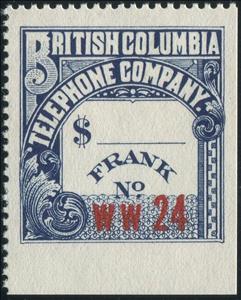 BRITISH COLUMBIA
TELEPHONE COMPANY.
$
FRANK
No
WW 24